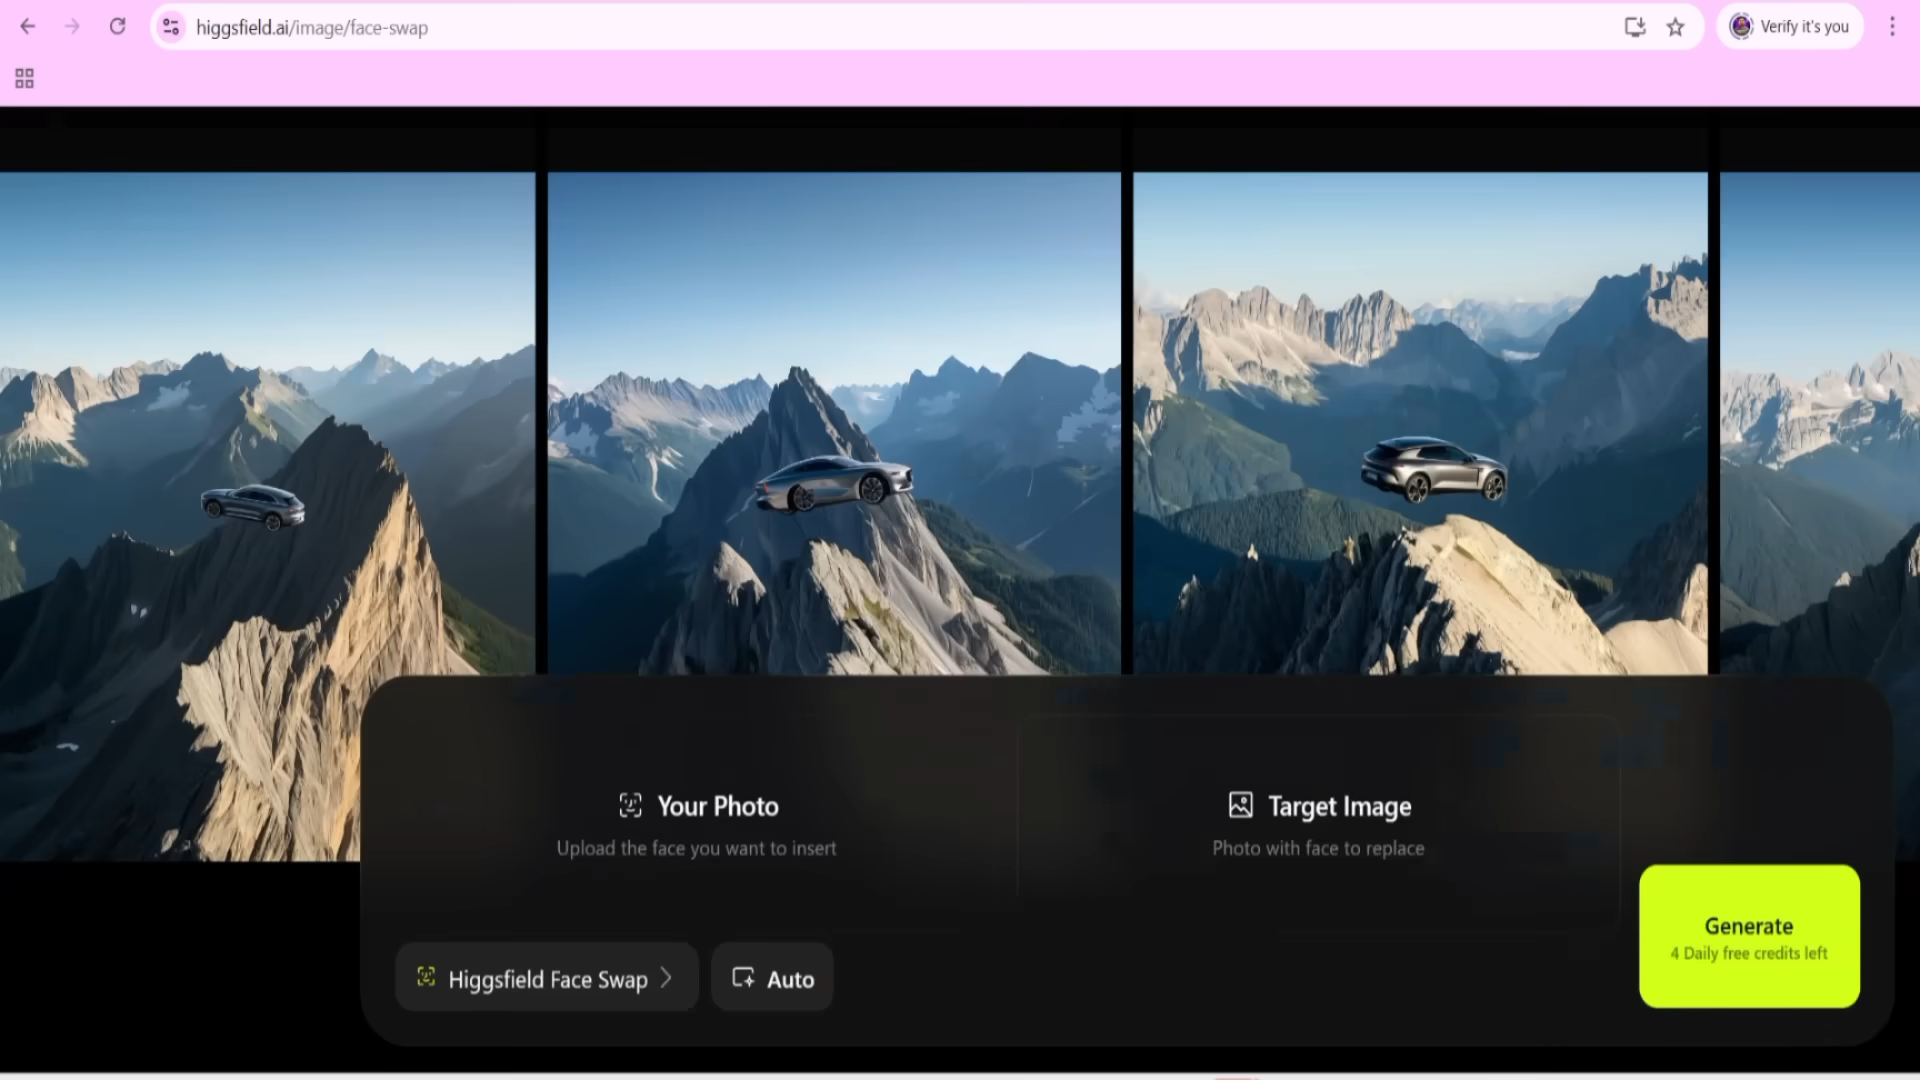 higgsfield.ai/image/face-swap
Verify it's you
Your Photo
Upload the face you want to insert
Target Image
Photo with face to replace
Generate
4 Daily free credits left
Higgsfield Face Swap
Auto